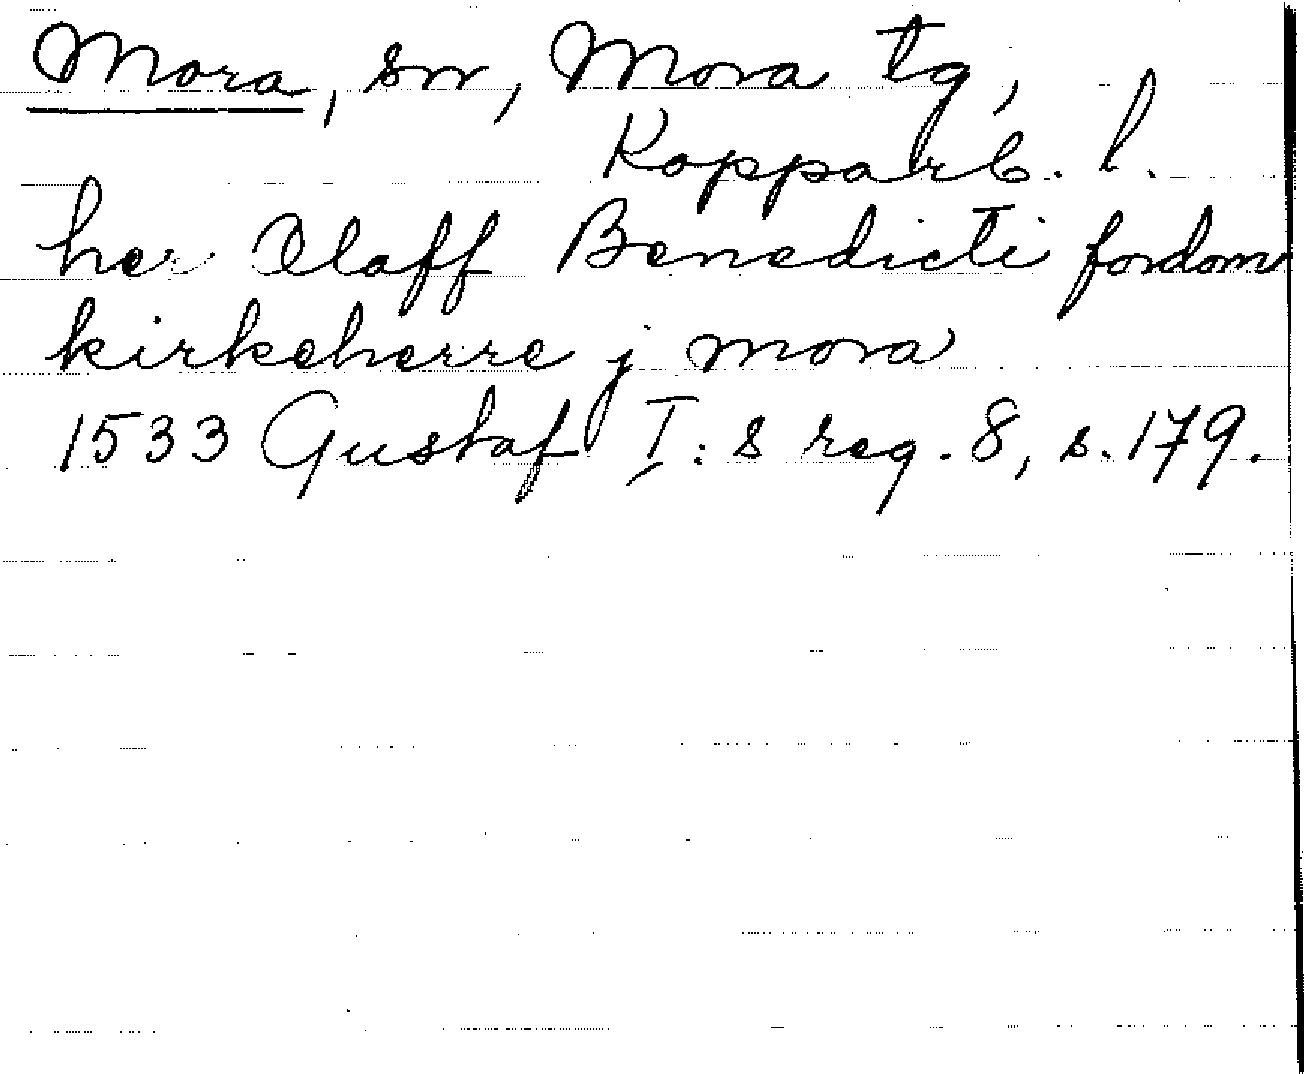 Mora, sn, Mora tg,
Kopparb. l.
her Olaff Benedicti fordom
kirkeherre j mora
1533 Gustaf I:s reg. 8, s. 179.